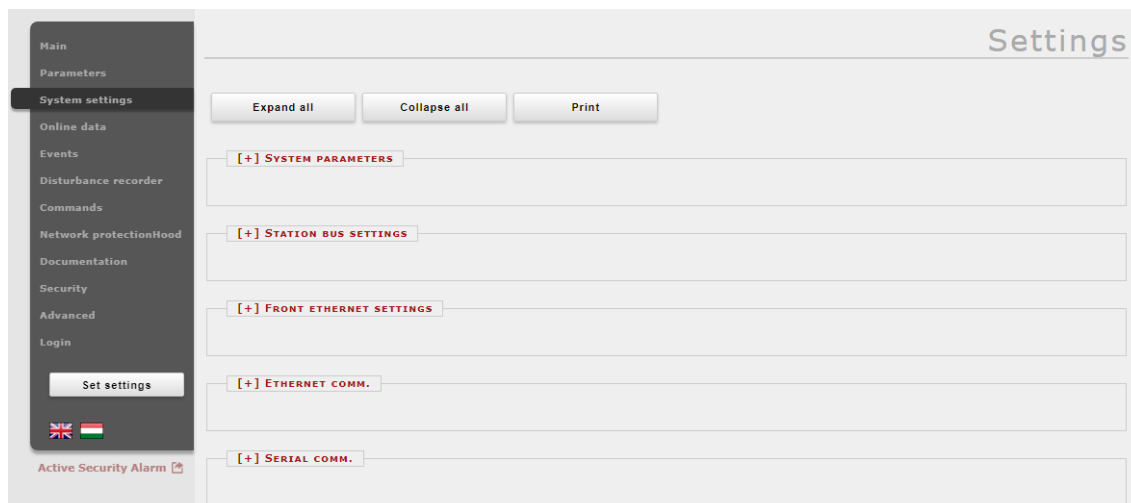 Settings
Main
Parameters
System settings
Online data
Events
Disturbance recorder
Commands
Network protectionHood
Documentation
Security
Advanced
Login
Set settings
Active Security Alarm
Expand all Collapse all Print
[+] SYSTEM PARAMETERS
[+] STATION BUS SETTINGS
[+] FRONT ETHERNET SETTINGS
[+] ETHERNET COMM.
[+] SERIAL COMM.